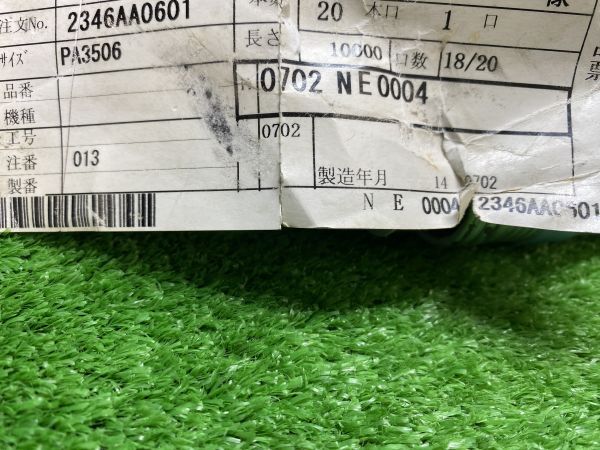 注文No. 2346AA0601 20 本口 1 口
サイズ PA3506 長さ 10000 口数 18/20
品番 0702 NE0004
機種
工号 0702
注番 013 製造年月 14 0702
製番
N E 0004 2346AA0601